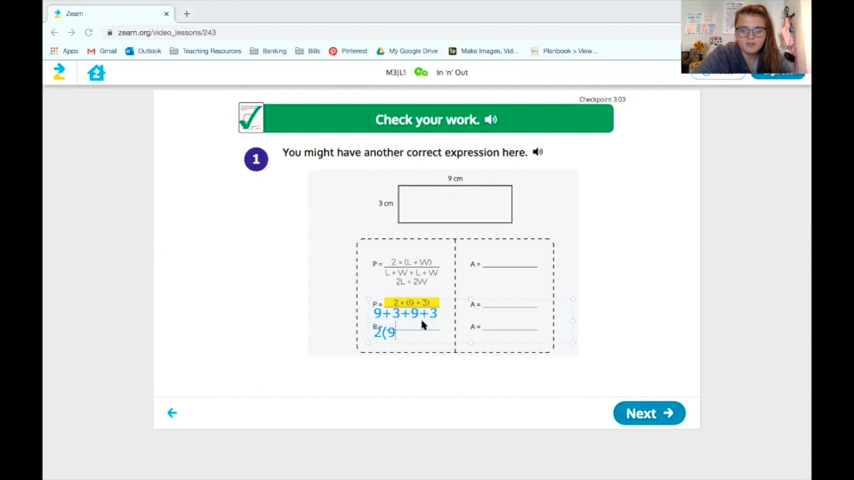 Zearn
zearn.org/video_lessons/243
Apps Gmail Outlook Teaching Resources Banking Bills Pinterest My Google Drive Make Images, Vid... Planbook > View...
M3|L1 In 'n' Out
Checkpoint 3:03
Check your work.
1 You might have another correct expression here.
9 cm
3 cm
P = 2 × (L + W) A =
L + W + L + W
2L + 2W
P = 2 × (9 + 3) A =
9+3+9+3
A =
2(9
Next